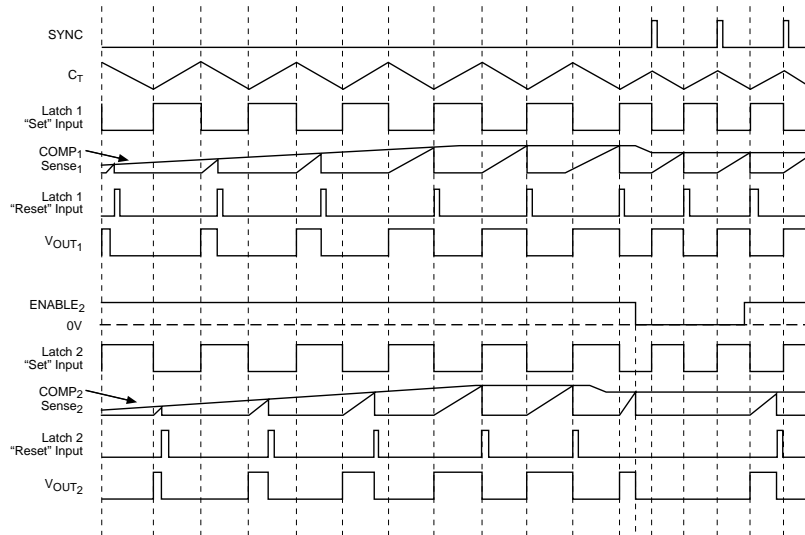 SYNC
CT
Latch 1
“Set” Input
COMP1
Sense1
Latch 1
“Reset” Input
VOUT1
ENABLE2
0V
Latch 2
“Set” Input
COMP2
Sense2
Latch 2
“Reset” Input
VOUT2